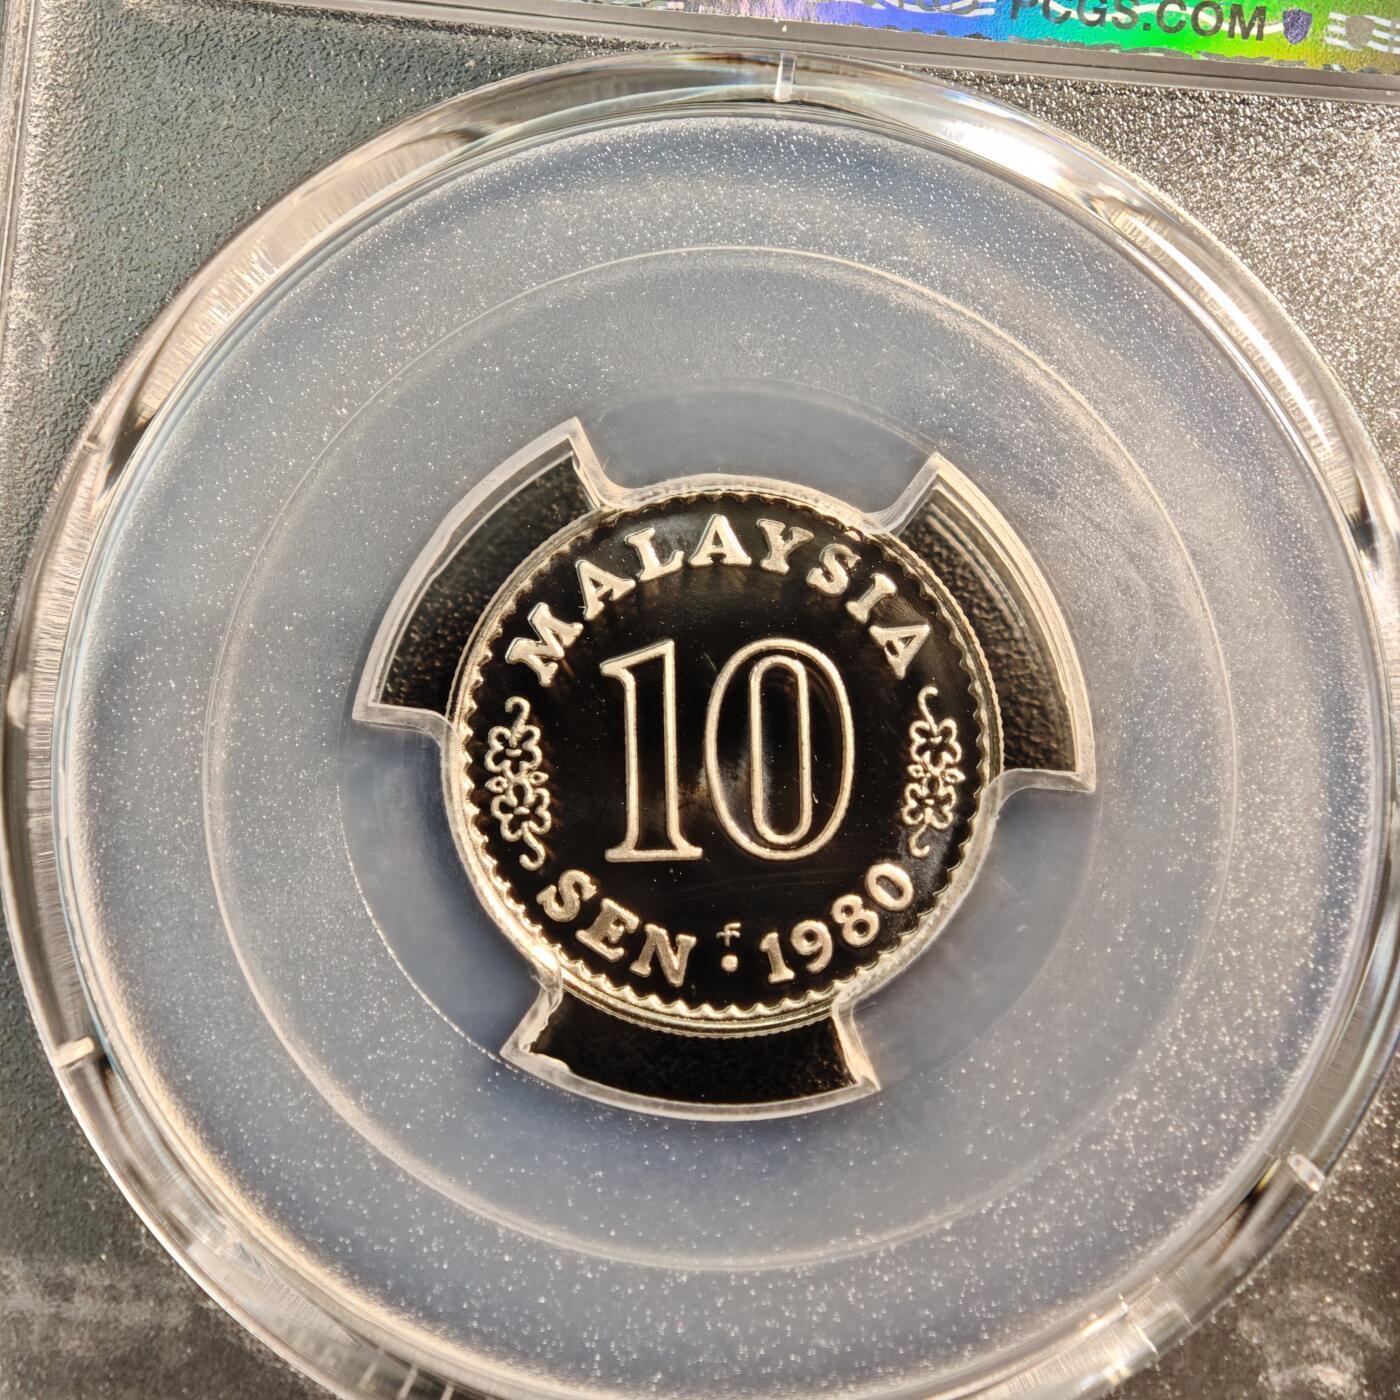 PCGS.COM
MALAYSIA
10
SEN : 1980